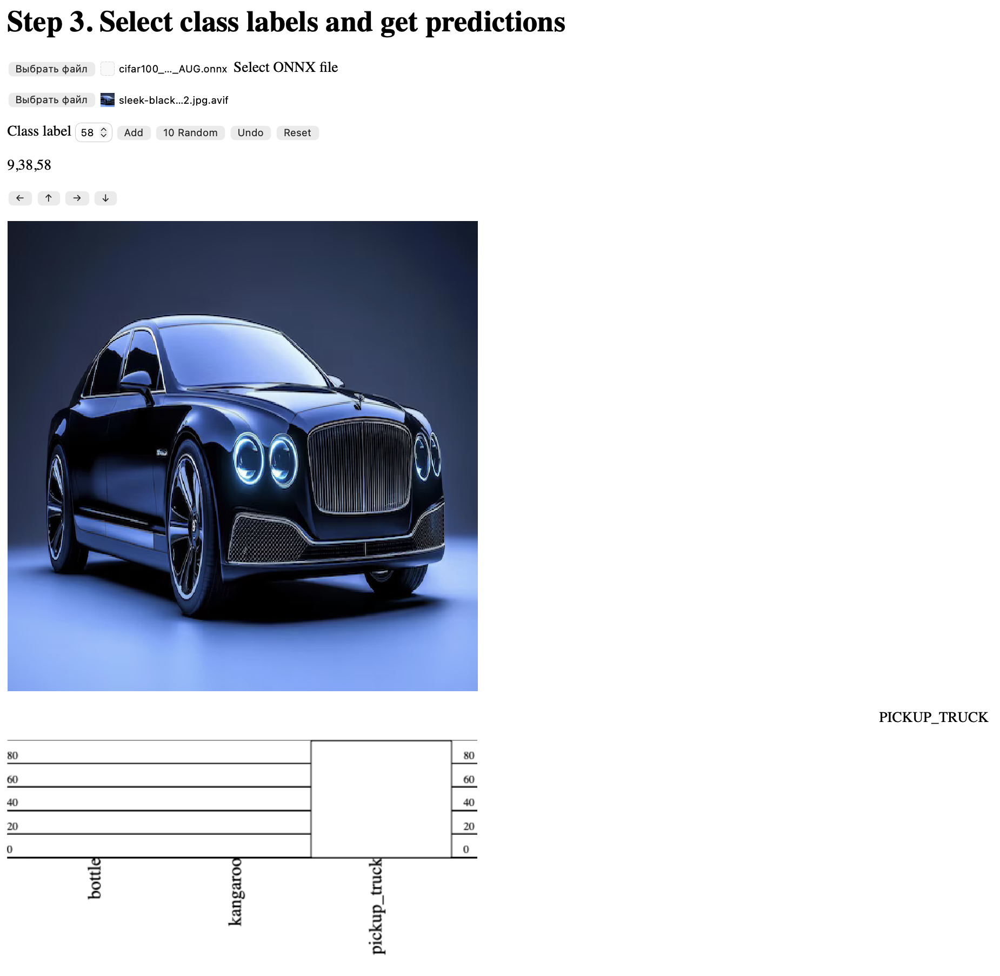 Step 3. Select class labels and get predictions
Выбрать файл cifar100_..._AUG.onnx Select ONNX file
Выбрать файл sleek-black...2.jpg.avif
Class label 58 Add 10 Random Undo Reset
9,38,58
← ↑ → ↓
PICKUP_TRUCK
80 80
60 60
40 40
20 20
0 0
bottle
kangaroo
pickup_truck